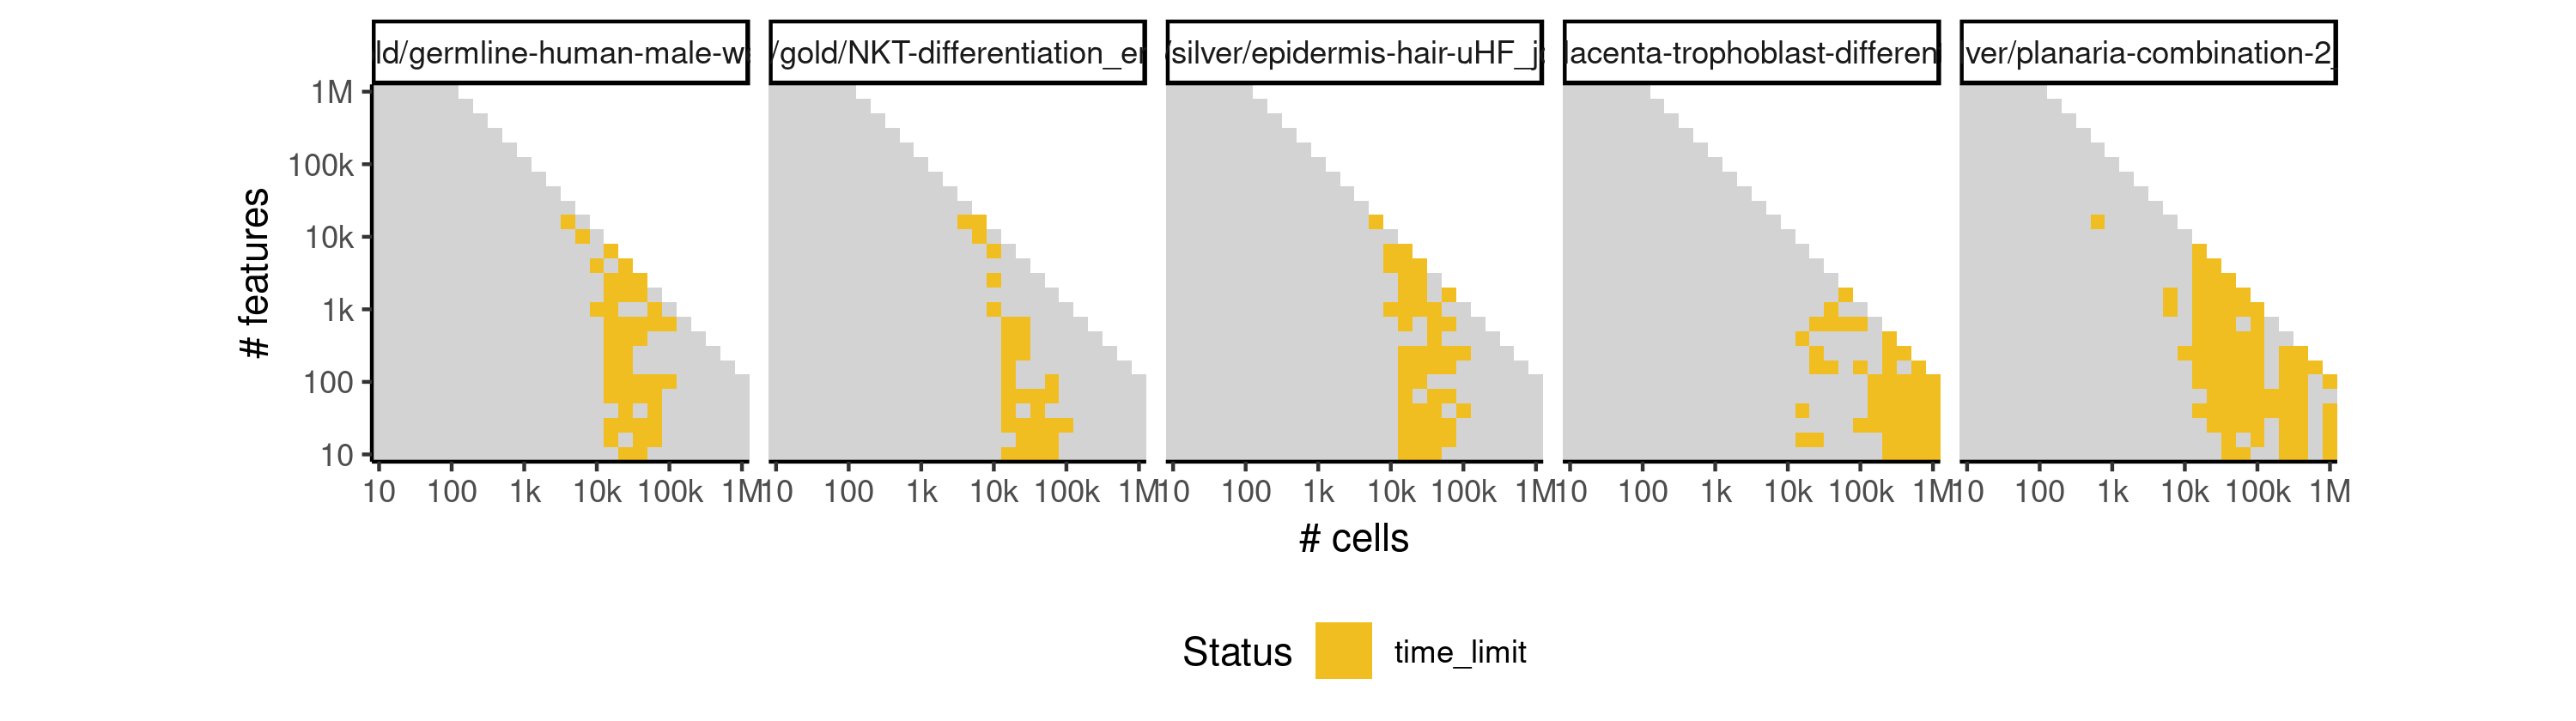 ld/germline-human-male-w
/gold/NKT-differentiation_er
/silver/epidermis-hair-uHF_j
lacenta-trophoblast-differen
ver/planaria-combination-2
1M
100k
10k
1k
100
10
# features
10 100 1k 10k 100k 1M
10 100 1k 10k 100k 1M
10 100 1k 10k 100k 1M
10 100 1k 10k 100k 1M
10 100 1k 10k 100k 1M
# cells
Status time_limit